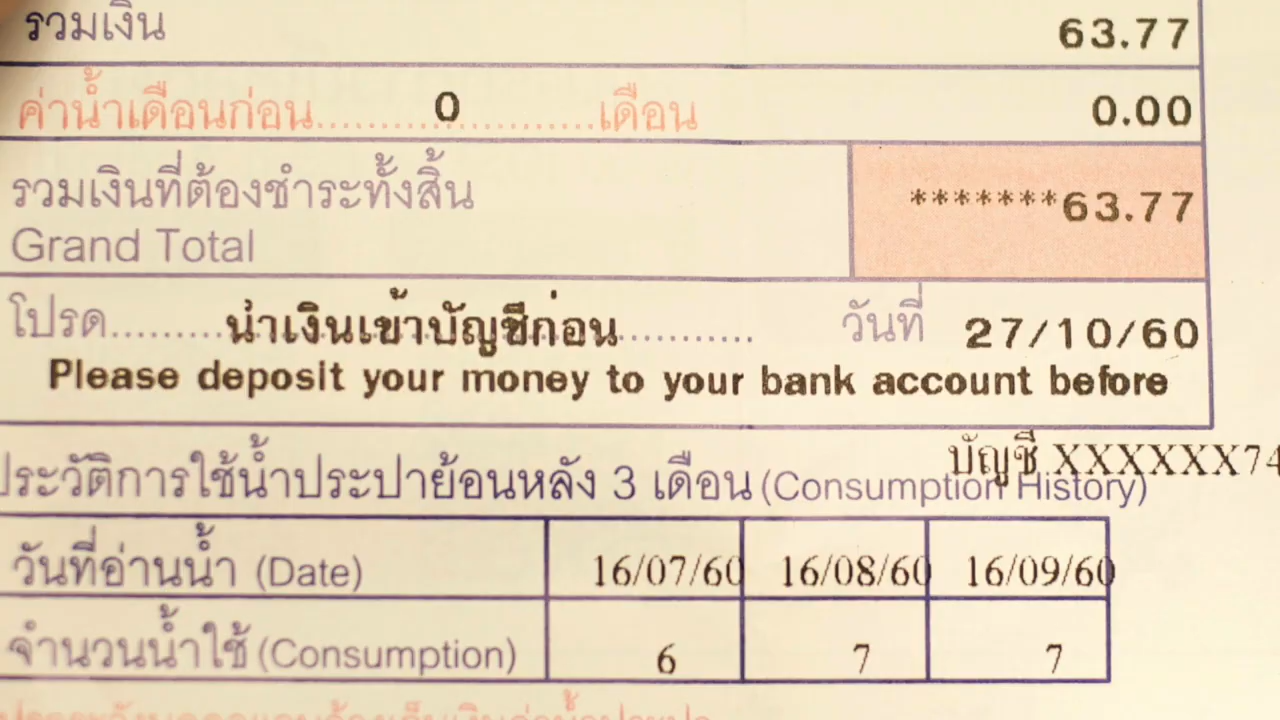 รวมเงิน 63.77
ค่าน้ำเดือนก่อน..........0..........เดือน 0.00
รวมเงินที่ต้องชำระทั้งสิ้น *******63.77
Grand Total
โปรด.........นำเงินเข้าบัญชีก่อน.......... วันที่ 27/10/60
Please deposit your money to your bank account before
บัญชี XXXXXX74
ประวัติการใช้น้ำประปาย้อนหลัง 3 เดือน (Consumption History)
วันที่อ่านน้ำ (Date) 16/07/60 16/08/60 16/09/60
จำนวนน้ำใช้ (Consumption) 6 7 7